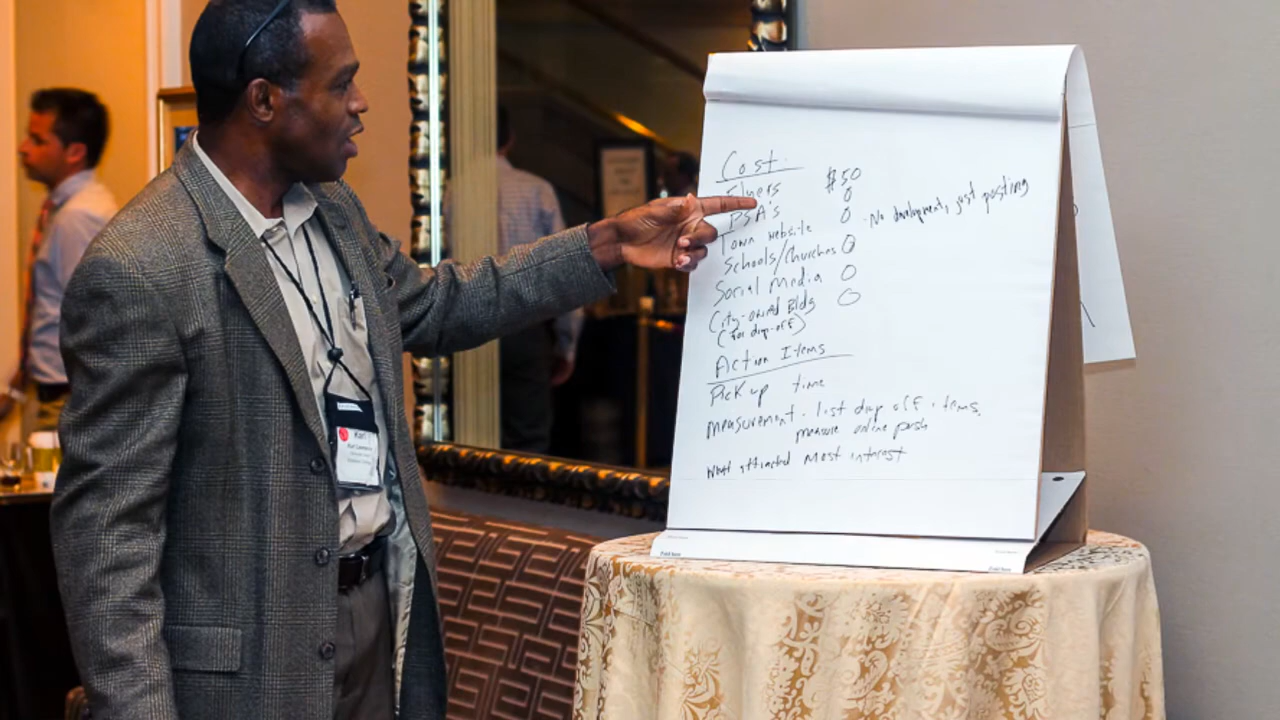 Cost
Flyers $50
PSA's 0
Town website 0 · No development, just posting
Schools/Churches 0
Social Media 0
City-owned Bldg 0
(for drop-off)
Action Items
Pick up time
measurement · list drop off items
measure online push
What attracted most interest
Karl